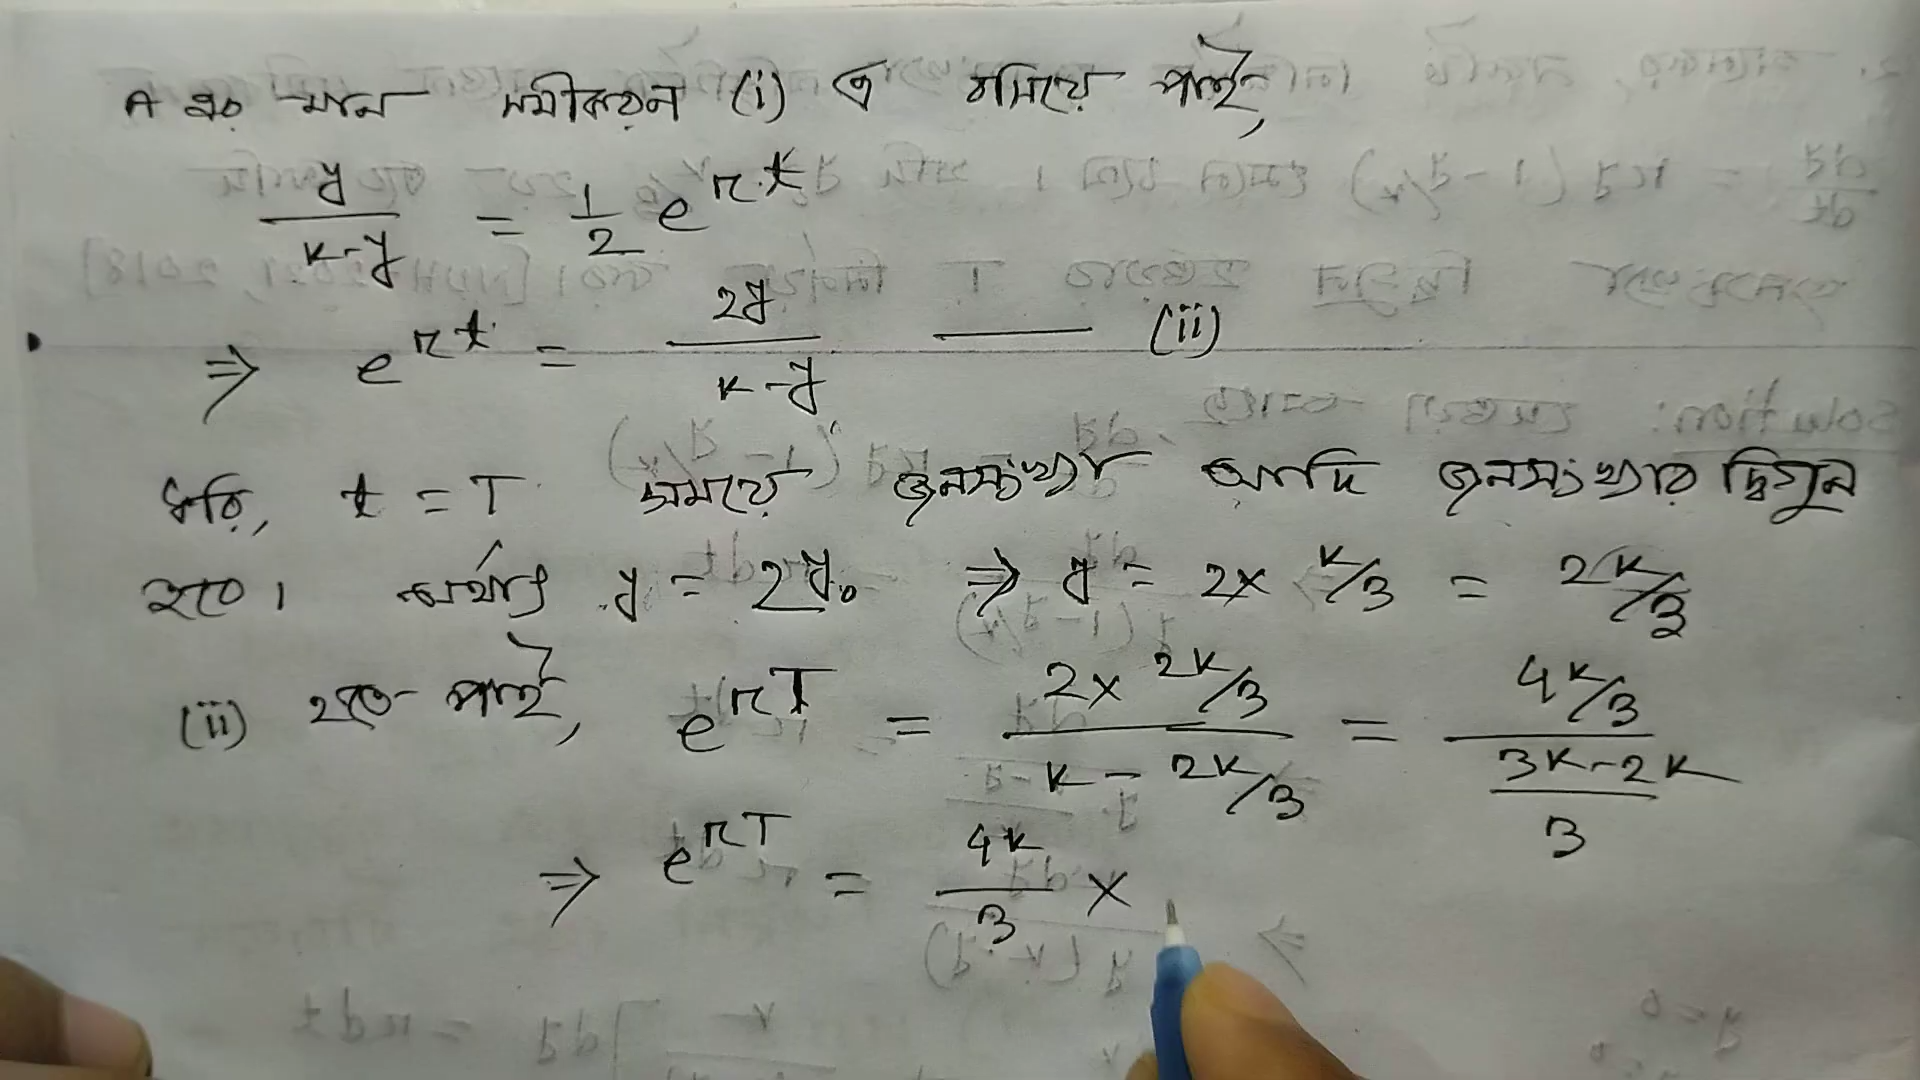 A এর মান সমীকরন (i) এ বসিয়ে পাই,
y/(k-y) = 1/2 e^{rt}
⇒ e^{rt} = 2y/(k-y) ——— (ii)
ধরি, t = T সময়ে জনসংখ্যা আদি জনসংখ্যার দ্বিগুন
হবে। অর্থাৎ y = 2y₀ ⇒ y = 2× k/3 = 2k/3
(ii) হতে পাই, e^{rT} = (2× 2k/3)/(k - 2k/3) = (4k/3)/((3k-2k)/3)
⇒ e^{rT} = 4k/3 ×